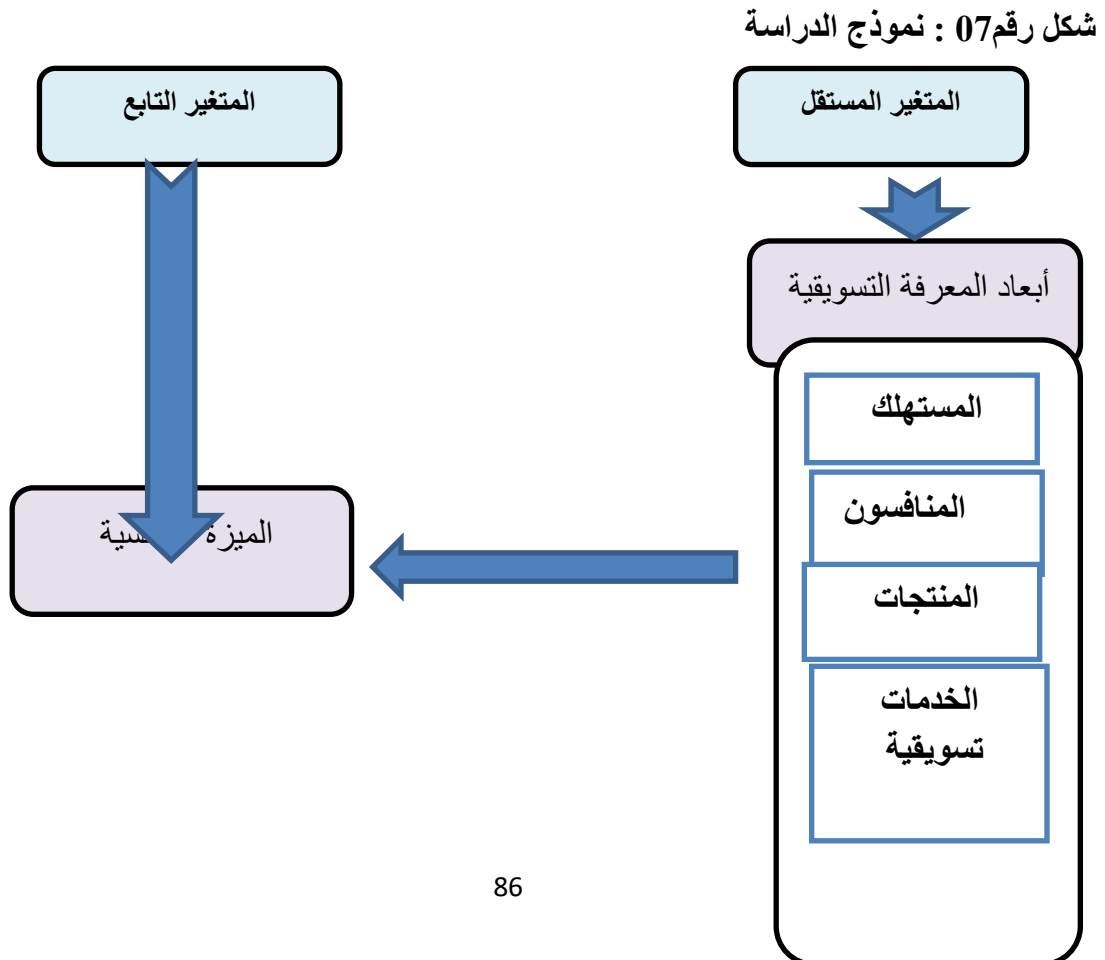 شكل رقم07 : نموذج الدراسة
المتغير المستقل
المتغير التابع
أبعاد المعرفة التسويقية
المستهلك
المنافسون
المنتجات
الخدمات
تسويقية
الميزة
86